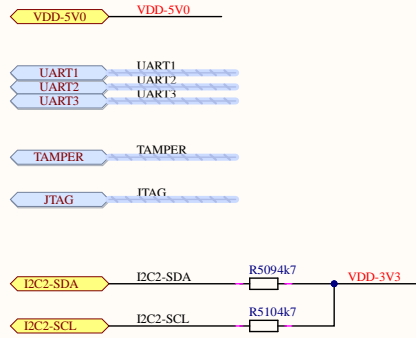 VDD-5V0 VDD-5V0
UART1 UART1
UART2 UART2
UART3 UART3
TAMPER TAMPER
JTAG JTAG
I2C2-SDA I2C2-SDA R5094k7 VDD-3V3
I2C2-SCL I2C2-SCL R5104k7